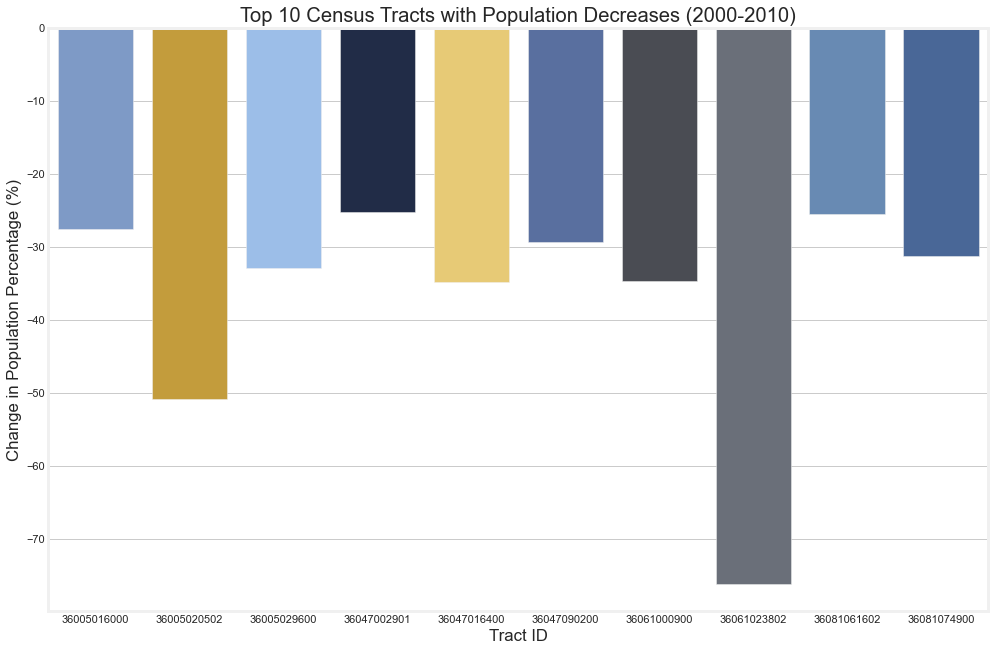 Top 10 Census Tracts with Population Decreases (2000-2010)
Change in Population Percentage (%)
0
−10
−20
−30
−40
−50
−60
−70
36005016000 36005020502 36005029600 36047002901 36047016400 36047090200 36061000900 36061023802 36081061602 36081074900
Tract ID